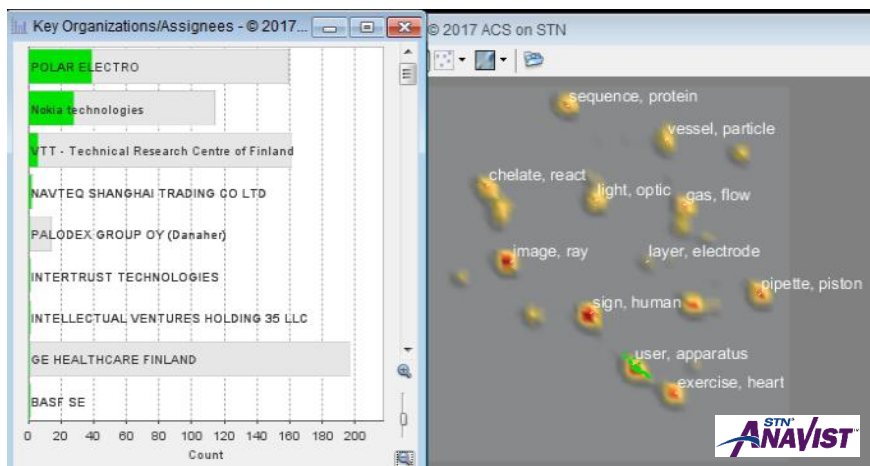 Key Organizations/Assignees - © 2017...
POLAR ELECTRO
Nokia technologies
VTT - Technical Research Centre of Finland
NAVTEQ SHANGHAI TRADING CO LTD
PALODEX GROUP OY (Danaher)
INTERTRUST TECHNOLOGIES
INTELLECTUAL VENTURES HOLDING 35 LLC
GE HEALTHCARE FINLAND
BASF SE
0 20 40 60 80 100 120 140 160 180 200
Count
© 2017 ACS on STN
sequence, protein
vessel, particle
chelate, react
light, optic
gas, flow
image, ray
layer, electrode
pipette, piston
sign, human
user, apparatus
exercise, heart
STN®
ANAVIST™